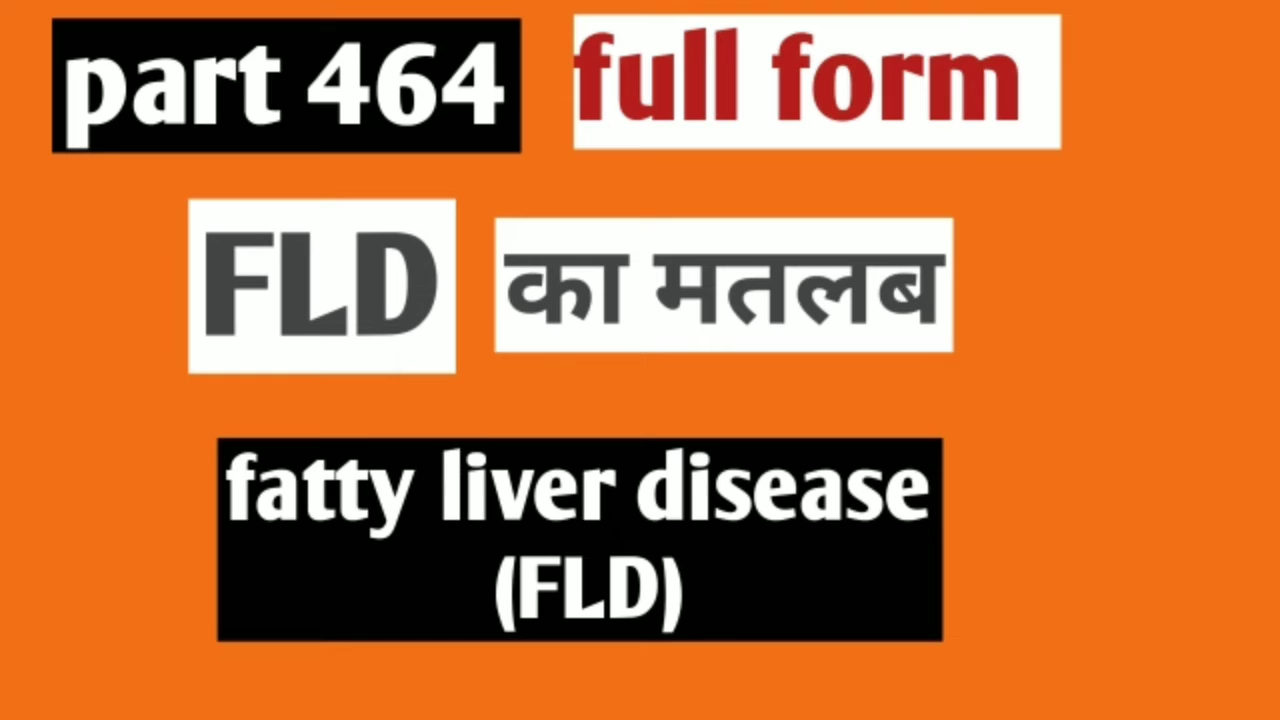 part 464 full form
FLD का मतलब
fatty liver disease
(FLD)